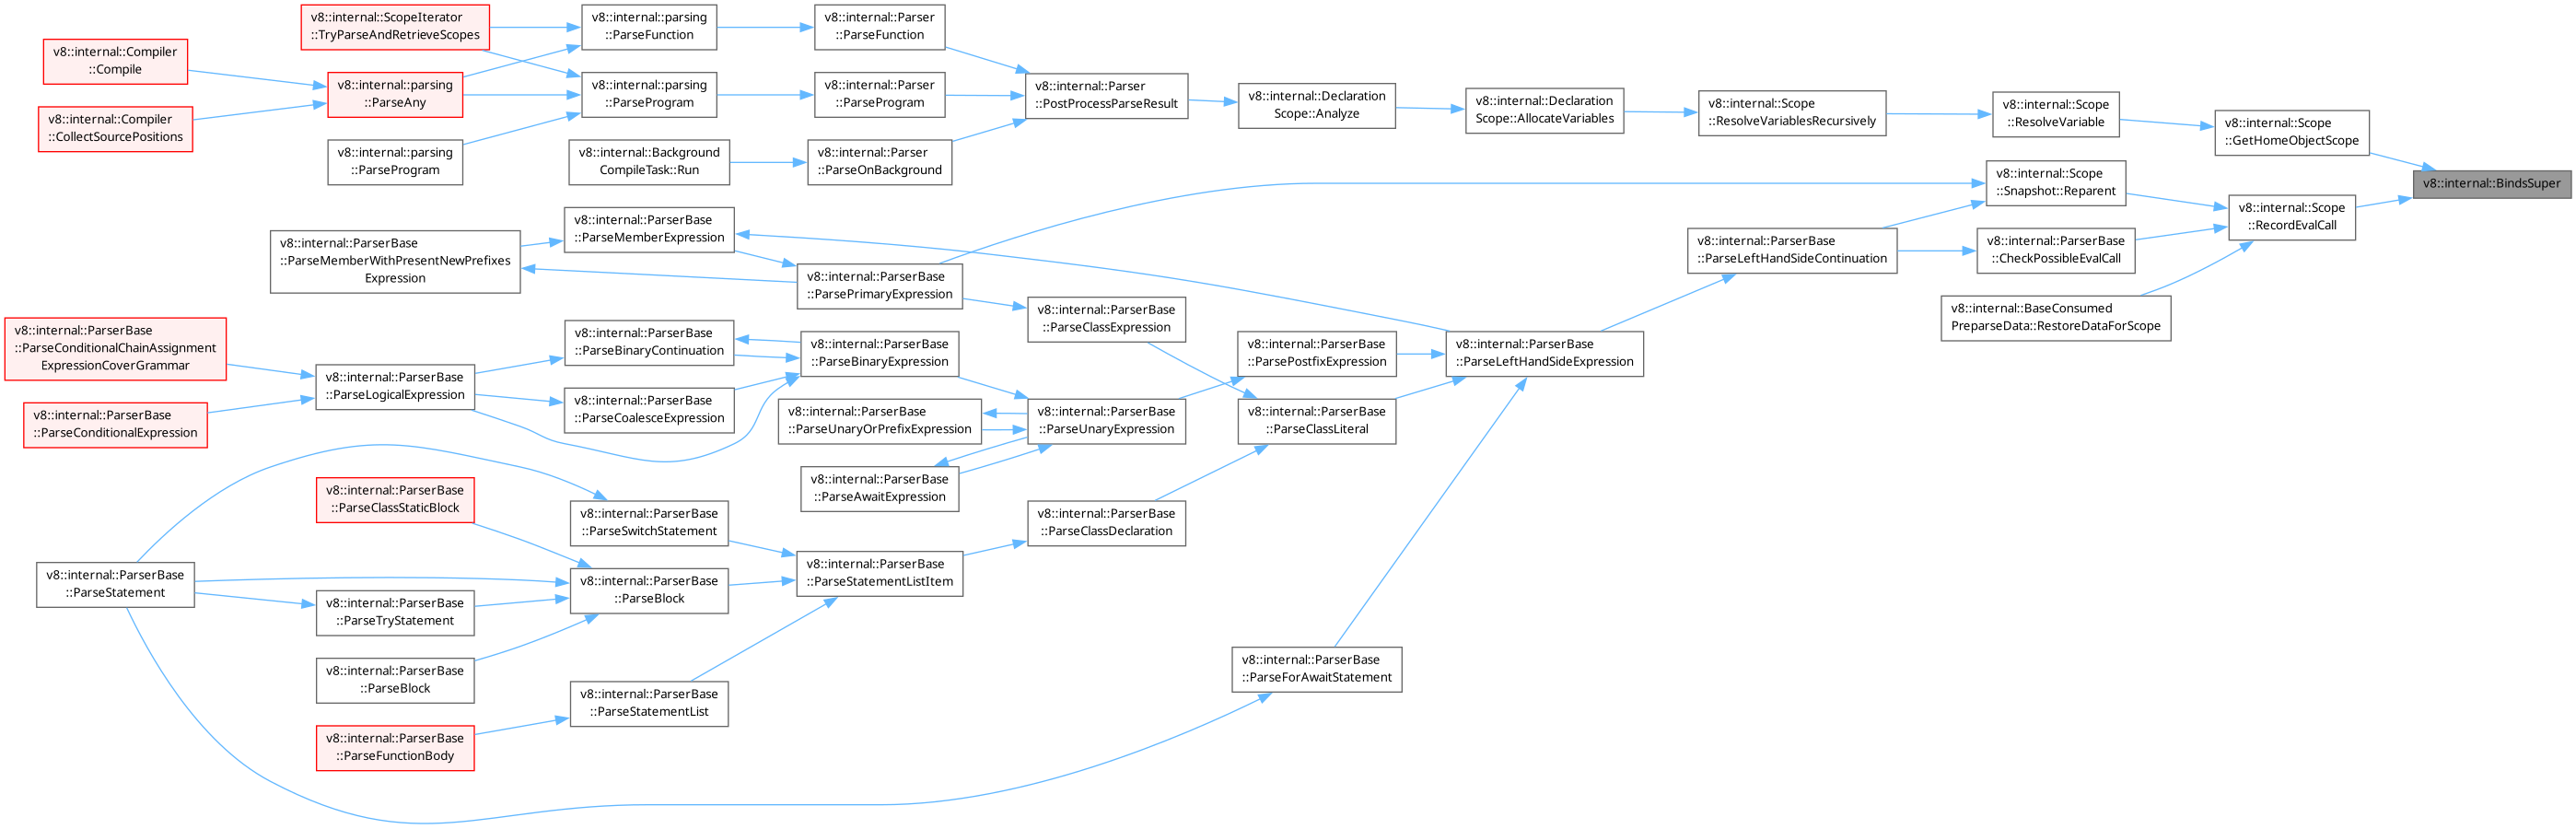 v8::internal::ScopeIterator
::TryParseAndRetrieveScopes
v8::internal::parsing
::ParseFunction
v8::internal::Parser
::ParseFunction
v8::internal::Compiler
::Compile
v8::internal::parsing
::ParseAny
v8::internal::parsing
::ParseProgram
v8::internal::Parser
::ParseProgram
v8::internal::Parser
::PostProcessParseResult
v8::internal::Declaration
Scope::Analyze
v8::internal::Declaration
Scope::AllocateVariables
v8::internal::Scope
::ResolveVariablesRecursively
v8::internal::Scope
::ResolveVariable
v8::internal::Scope
::GetHomeObjectScope
v8::internal::Compiler
::CollectSourcePositions
v8::internal::parsing
::ParseProgram
v8::internal::Background
CompileTask::Run
v8::internal::Parser
::ParseOnBackground
v8::internal::Scope
::Snapshot::Reparent
v8::internal::BindsSuper
v8::internal::Scope
::RecordEvalCall
v8::internal::ParserBase
::ParseMemberExpression
v8::internal::ParserBase
::ParseMemberWithPresentNewPrefixes
Expression
v8::internal::ParserBase
::ParseLeftHandSideContinuation
v8::internal::ParserBase
::CheckPossibleEvalCall
v8::internal::ParserBase
::ParsePrimaryExpression
v8::internal::BaseConsumed
PreparseData::RestoreDataForScope
v8::internal::ParserBase
::ParseClassExpression
v8::internal::ParserBase
::ParseConditionalChainAssignment
ExpressionCoverGrammar
v8::internal::ParserBase
::ParseBinaryContinuation
v8::internal::ParserBase
::ParseBinaryExpression
v8::internal::ParserBase
::ParsePostfixExpression
v8::internal::ParserBase
::ParseLeftHandSideExpression
v8::internal::ParserBase
::ParseLogicalExpression
v8::internal::ParserBase
::ParseCoalesceExpression
v8::internal::ParserBase
::ParseUnaryOrPrefixExpression
v8::internal::ParserBase
::ParseUnaryExpression
v8::internal::ParserBase
::ParseClassLiteral
v8::internal::ParserBase
::ParseConditionalExpression
v8::internal::ParserBase
::ParseAwaitExpression
v8::internal::ParserBase
::ParseClassStaticBlock
v8::internal::ParserBase
::ParseSwitchStatement
v8::internal::ParserBase
::ParseClassDeclaration
v8::internal::ParserBase
::ParseStatement
v8::internal::ParserBase
::ParseBlock
v8::internal::ParserBase
::ParseStatementListItem
v8::internal::ParserBase
::ParseTryStatement
v8::internal::ParserBase
::ParseBlock
v8::internal::ParserBase
::ParseForAwaitStatement
v8::internal::ParserBase
::ParseStatementList
v8::internal::ParserBase
::ParseFunctionBody